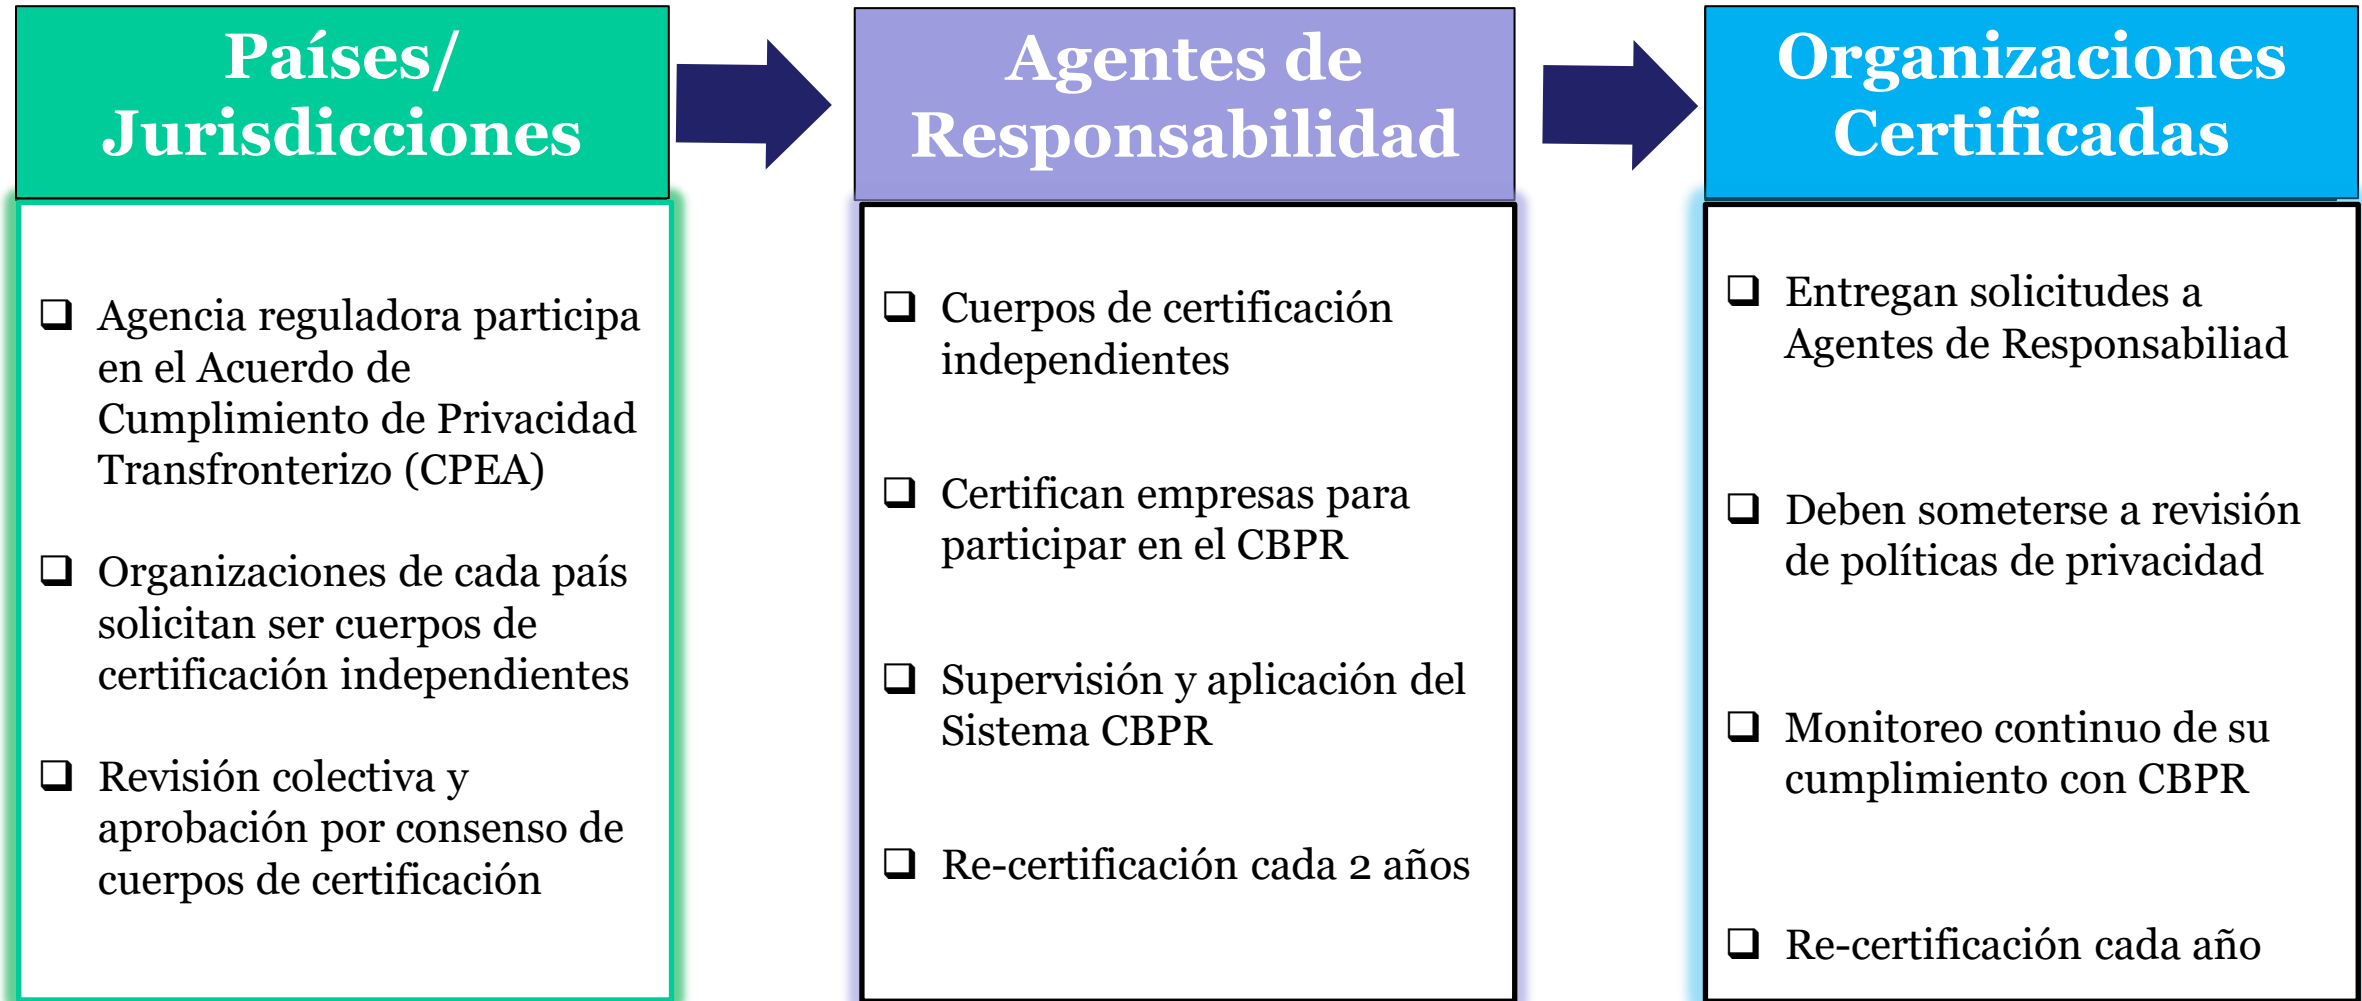 Países/
Jurisdicciones
Agencia reguladora participa
en el Acuerdo de
Cumplimiento de Privacidad
Transfronterizo (CPEA)
Organizaciones de cada país
solicitan ser cuerpos de
certificación independientes
Revisión colectiva y
aprobación por consenso de
cuerpos de certificación
Agentes de
Responsabilidad
Cuerpos de certificación
independientes
Certifican empresas para
participar en el CBPR
Supervisión y aplicación del
Sistema CBPR
Re-certificación cada 2 años
Organizaciones
Certificadas
Entregan solicitudes a
Agentes de Responsabiliad
Deben someterse a revisión
de políticas de privacidad
Monitoreo continuo de su
cumplimiento con CBPR
Re-certificación cada año